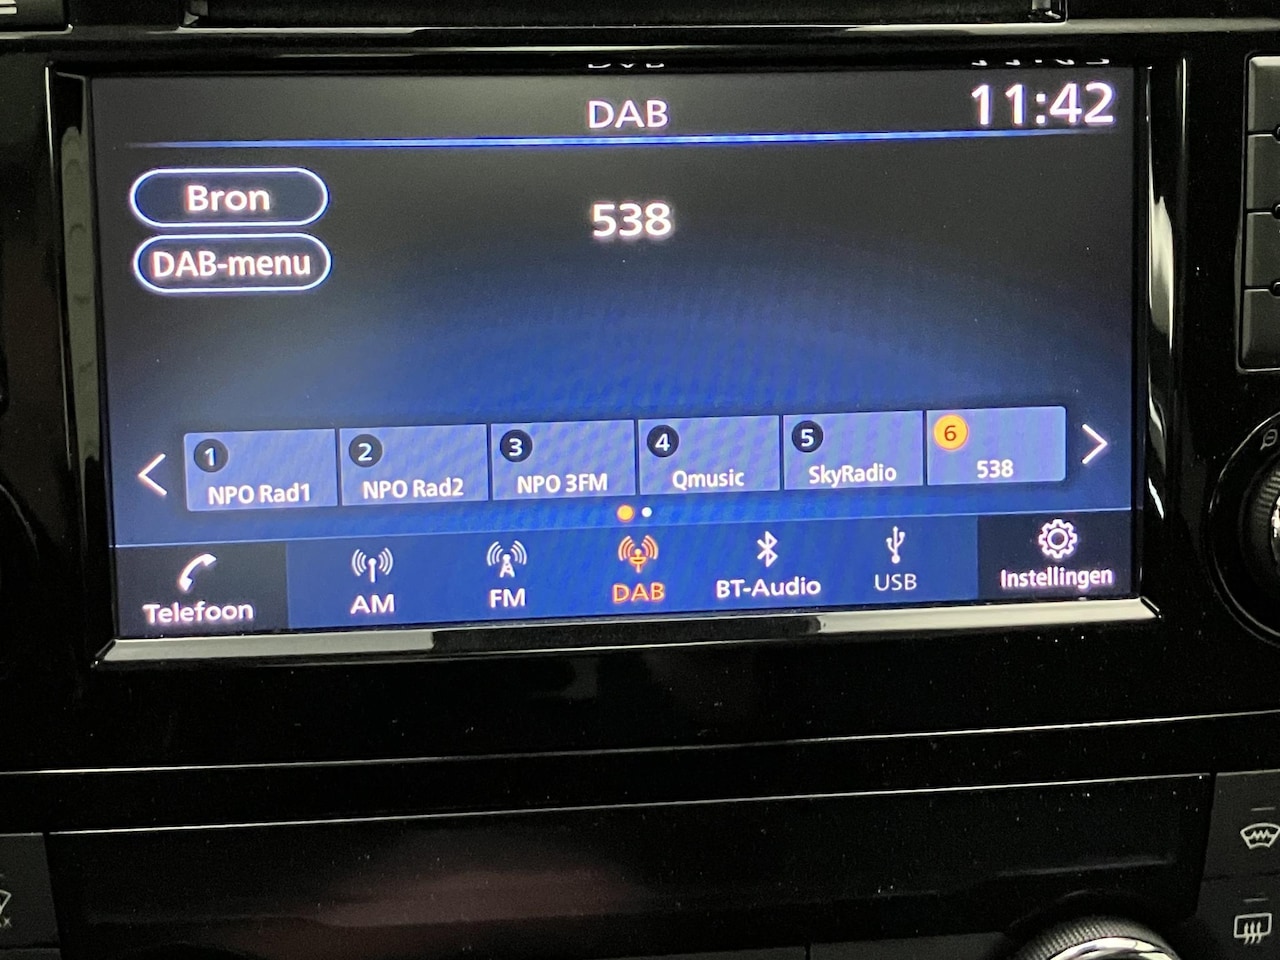 DAB
11:42
Bron
538
DAB-menu
1
2
3
4
5
6
NPO Rad1
NPO Rad2
NPO 3FM
Qmusic
SkyRadio
538
Telefoon
AM
FM
DAB
BT-Audio
USB
Instellingen